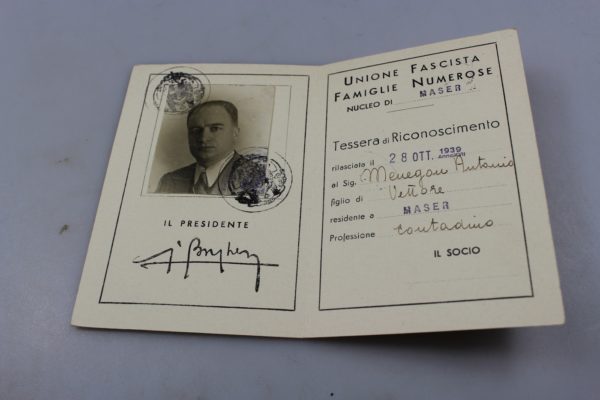 IL PRESIDENTE
UNIONE FASCISTA
FAMIGLIE NUMEROSE
NUCLEO DI MASER
Tessera di Riconoscimento
rilasciata il 28 OTT. 1939
al Sig. Menegon Antonio
figlio di Vettore
residente a MASER
Professione contadino
IL SOCIO